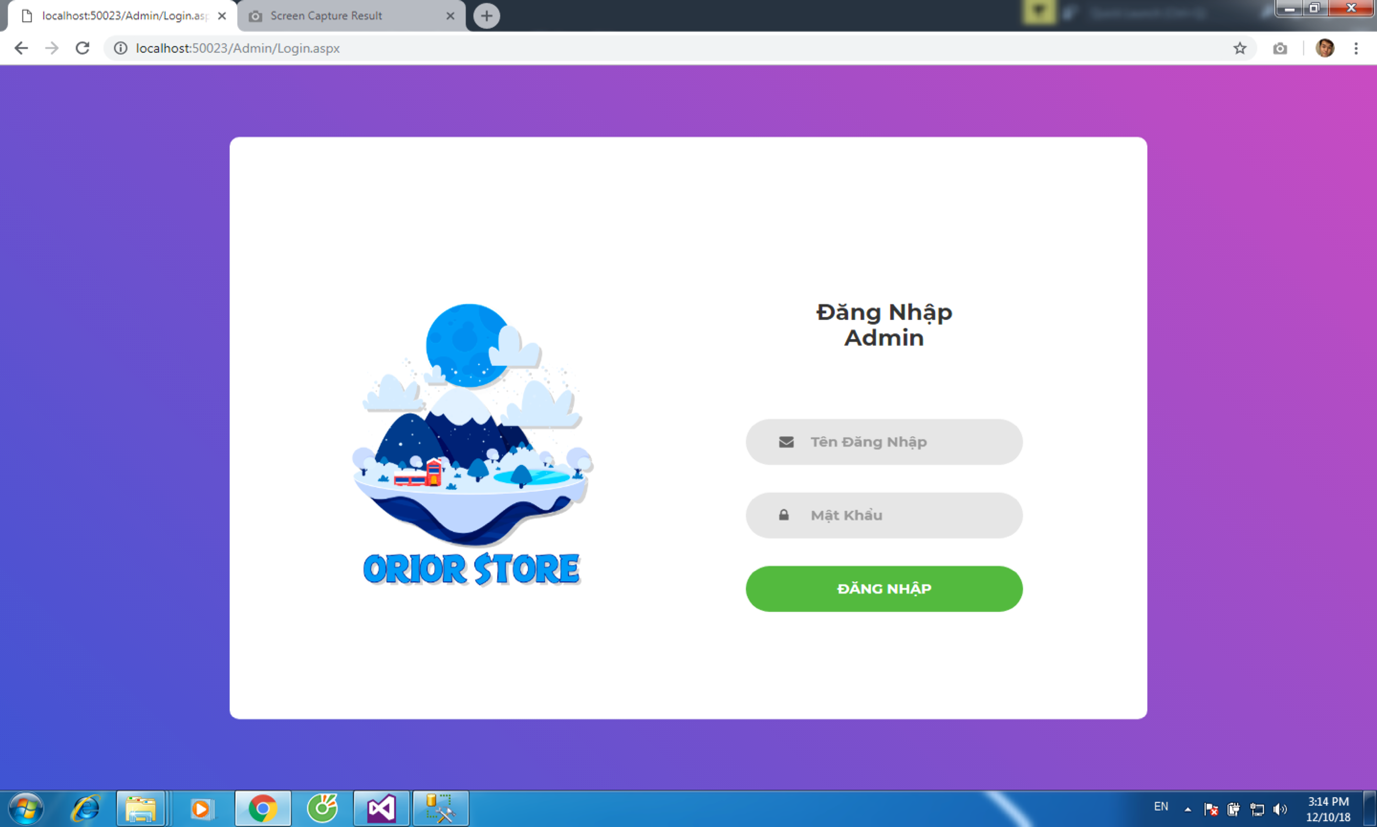 localhost:50023/Admin/Login.asp
Screen Capture Result
localhost:50023/Admin/Login.aspx
Đăng Nhập
Admin
Tên Đăng Nhập
Mật Khẩu
ĐĂNG NHẬP
ORIOR STORE
EN
3:14 PM
12/10/18